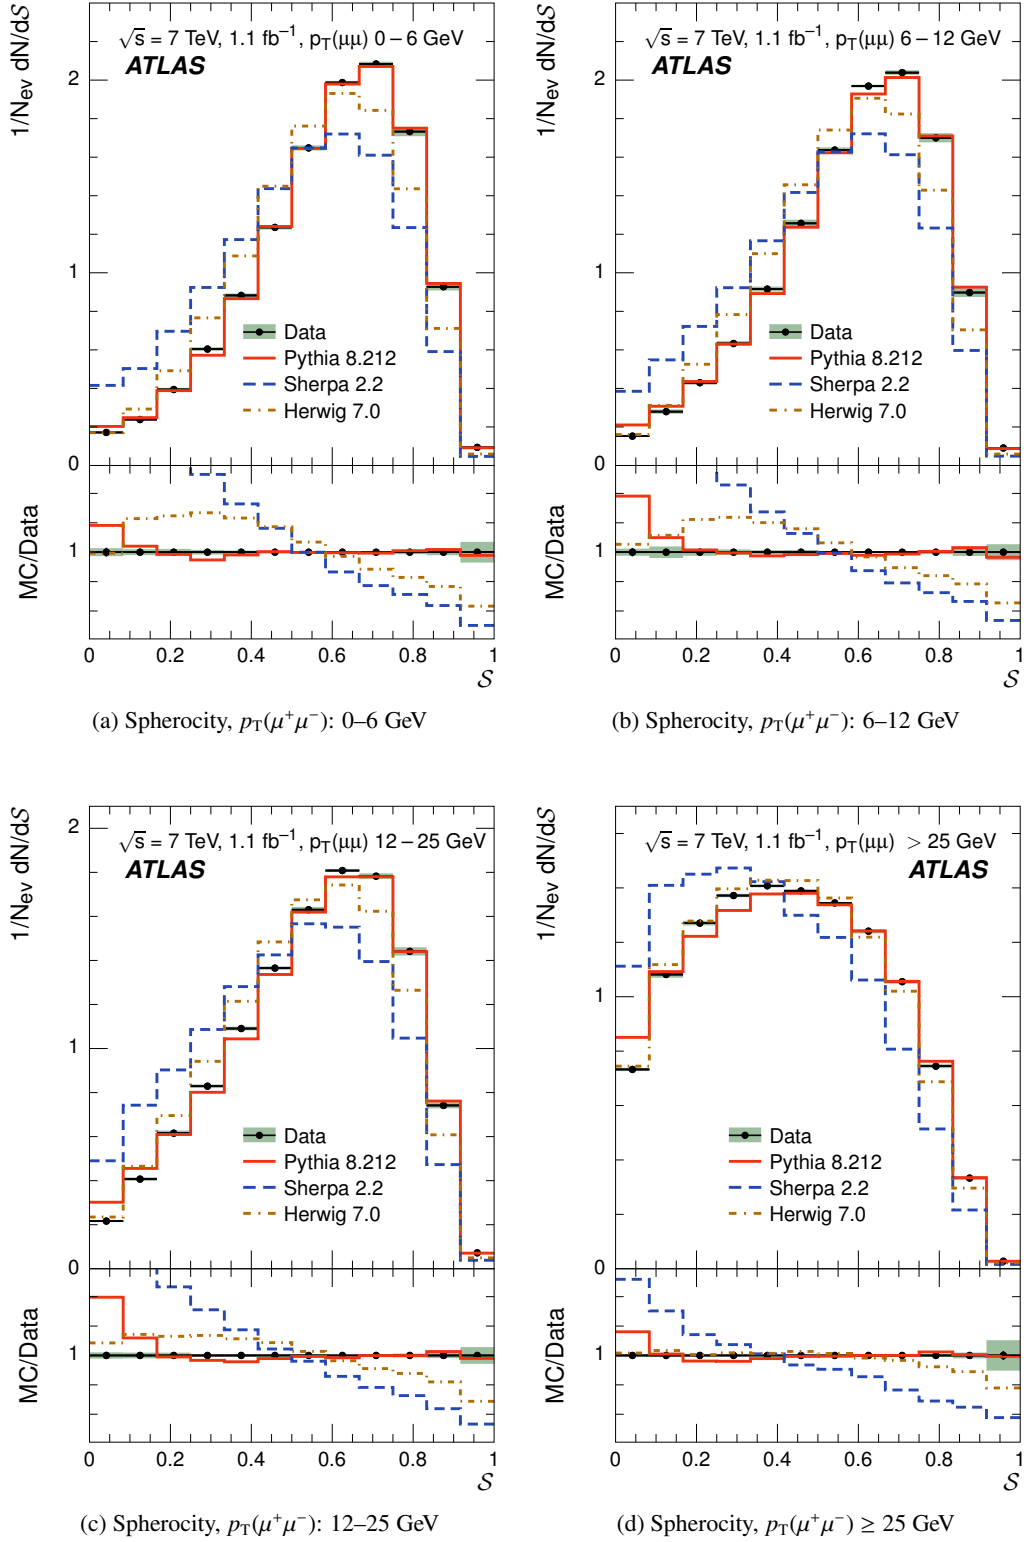 √s = 7 TeV, 1.1 fb⁻¹, p_T(μμ) 0 – 6 GeV
ATLAS
1/N_ev dN/dS
2
1
0
Data
Pythia 8.212
Sherpa 2.2
Herwig 7.0
MC/Data
1
0 0.2 0.4 0.6 0.8 1
S
(a) Spherocity, p_T(μ⁺μ⁻): 0–6 GeV
√s = 7 TeV, 1.1 fb⁻¹, p_T(μμ) 6 – 12 GeV
ATLAS
1/N_ev dN/dS
2
1
0
Data
Pythia 8.212
Sherpa 2.2
Herwig 7.0
MC/Data
1
0 0.2 0.4 0.6 0.8 1
S
(b) Spherocity, p_T(μ⁺μ⁻): 6–12 GeV
√s = 7 TeV, 1.1 fb⁻¹, p_T(μμ) 12 – 25 GeV
ATLAS
1/N_ev dN/dS
2
1
0
Data
Pythia 8.212
Sherpa 2.2
Herwig 7.0
MC/Data
1
0 0.2 0.4 0.6 0.8 1
S
(c) Spherocity, p_T(μ⁺μ⁻): 12–25 GeV
√s = 7 TeV, 1.1 fb⁻¹, p_T(μμ) > 25 GeV
ATLAS
1/N_ev dN/dS
1
Data
Pythia 8.212
Sherpa 2.2
Herwig 7.0
0
MC/Data
1
0 0.2 0.4 0.6 0.8 1
S
(d) Spherocity, p_T(μ⁺μ⁻) ≥ 25 GeV